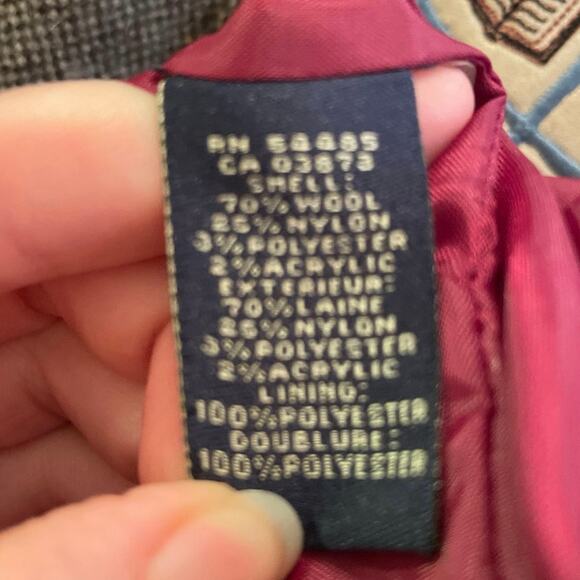 RN 54485
CA 03873
SHELL:
70% WOOL
25% NYLON
3% POLYESTER
2% ACRYLIC
EXTERIEUR:
70% LAINE
25% NYLON
3% POLYESTER
2% ACRYLIC
LINING:
100% POLYESTER
DOUBLURE:
100% POLYESTER